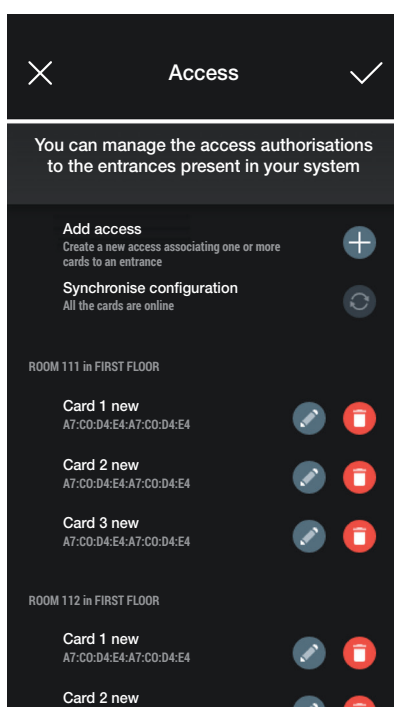 Access
You can manage the access authorisations
to the entrances present in your system
Add access
Create a new access associating one or more
cards to an entrance
Synchronise configuration
All the cards are online
ROOM 111 in FIRST FLOOR
Card 1 new
A7:C0:D4:E4:A7:C0:D4:E4
Card 2 new
A7:C0:D4:E4:A7:C0:D4:E4
Card 3 new
A7:C0:D4:E4:A7:C0:D4:E4
ROOM 112 in FIRST FLOOR
Card 1 new
A7:C0:D4:E4:A7:C0:D4:E4
Card 2 new